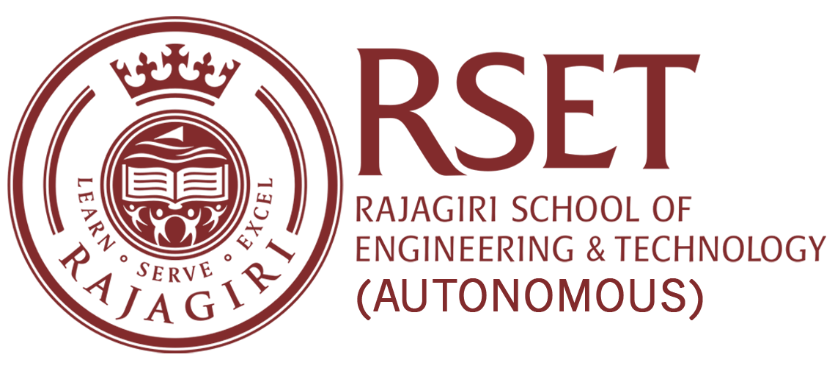 LEARN ◦ SERVE ◦ EXCEL
RAJAGIRI
RSET
RAJAGIRI SCHOOL OF
ENGINEERING & TECHNOLOGY
(AUTONOMOUS)